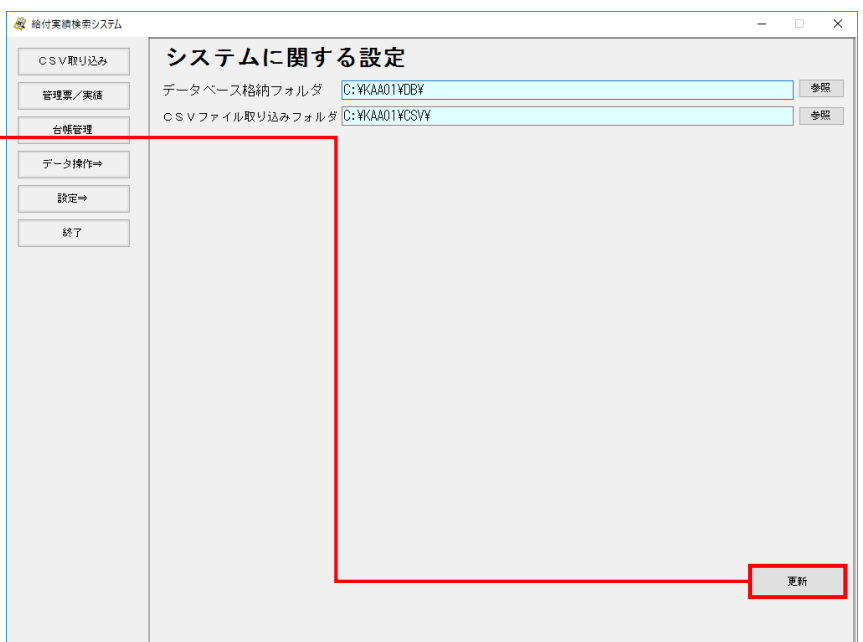 給付実績検索システム
CSV取り込み
管理票/実績
台帳管理
データ操作⇒
設定⇒
終了
システムに関する設定
データベース格納フォルダ C:¥KAA01¥DB¥ 参照
CSVファイル取り込みフォルダ C:¥KAA01¥CSV¥ 参照
更新